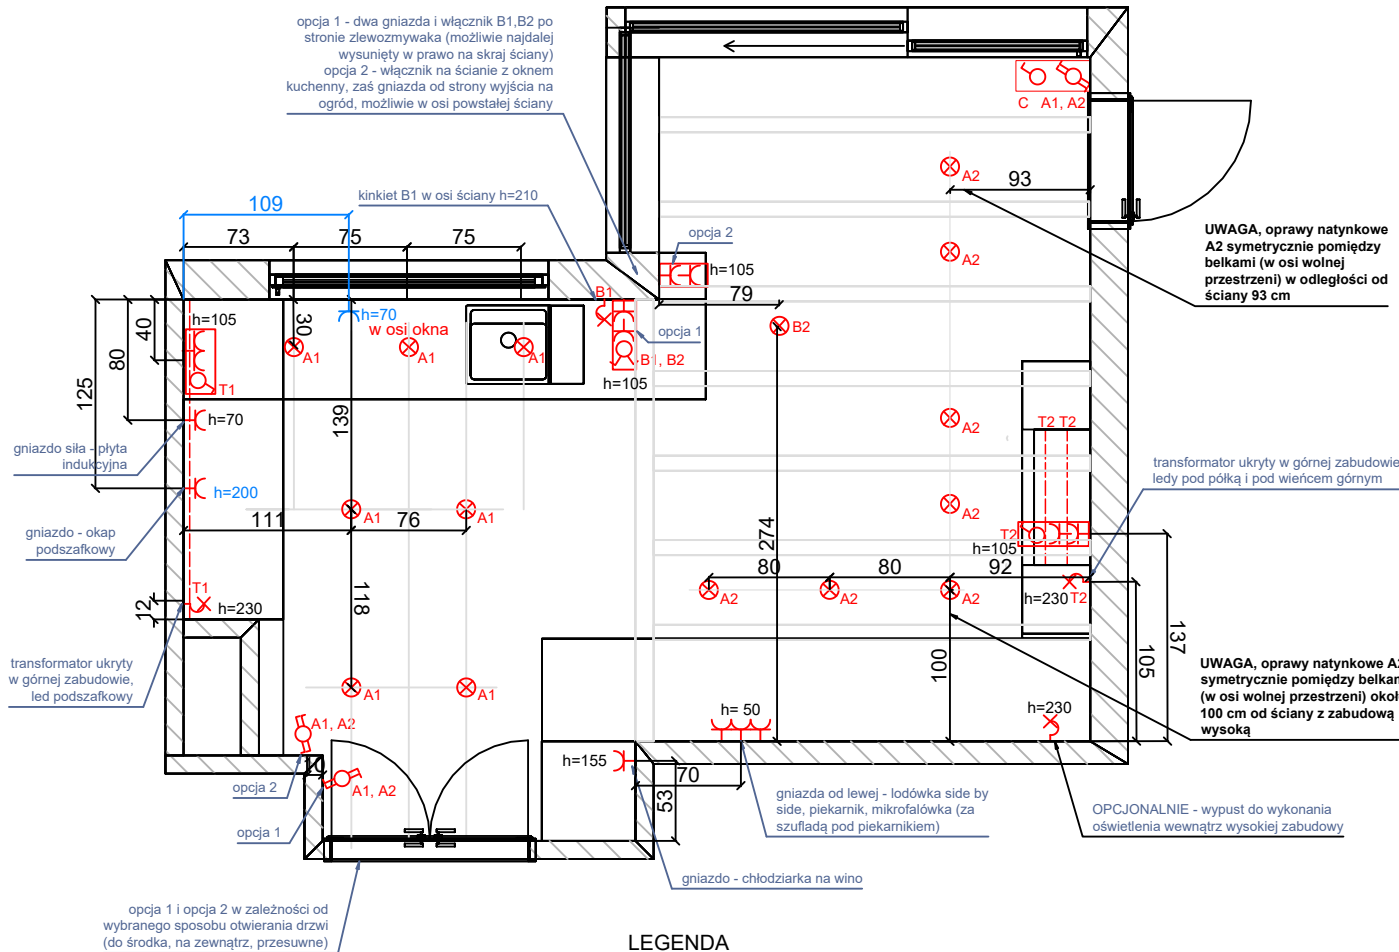 opcja 1 - dwa gniazda i włącznik B1,B2 po
stronie zlewozmywaka (możliwie najdalej
wysunięty w prawo na skraj ściany)
opcja 2 - włącznik na ścianie z oknem
kuchenny, zaś gniazda od strony wyjścia na
ogród, możliwie w osi powstałej ściany
C A1, A2
A2
93
kinkiet B1 w osi ściany h=210
109
73
75
75
opcja 2
h=105
79
A2
UWAGA, oprawy natynkowe
A2 symetrycznie pomiędzy
belkami (w osi wolnej
przestrzeni) w odległości od
ściany 93 cm
B1
h=105
40
80
125
30
h=70
w osi okna
A1
A1
A1
opcja 1
B1, B2
h=105
B2
T1
h=70
139
gniazdo siła - płyta
indukcyjna
A2
T2 T2
transformator ukryty w górnej zabudowie
ledy pod półką i pod wieńcem górnym
h=200
111
76
A1
A1
A2
274
T2
h=105
gniazdo - okap
podszafkowy
80
80
92
A2
A2
A2
h=230
T2
T1
h=230
12
118
137
105
100
transformator ukryty
w górnej zabudowie,
led podszafkowy
A1
A1
UWAGA, oprawy natynkowe A2
symetrycznie pomiędzy belkam
(w osi wolnej przestrzeni) okoł
100 cm od ściany z zabudową
wysoką
A1, A2
h= 50
h=230
10
h=155
70
53
A1, A2
opcja 2
opcja 1
gniazda od lewej - lodówka side by
side, piekarnik, mikrofalówka (za
szufladą pod piekarnikiem)
OPCJONALNIE - wypust do wykonania
oświetlenia wewnątrz wysokiej zabudowy
gniazdo - chłodziarka na wino
opcja 1 i opcja 2 w zależności od
wybranego sposobu otwierania drzwi
(do środka, na zewnątrz, przesuwne)
LEGENDA